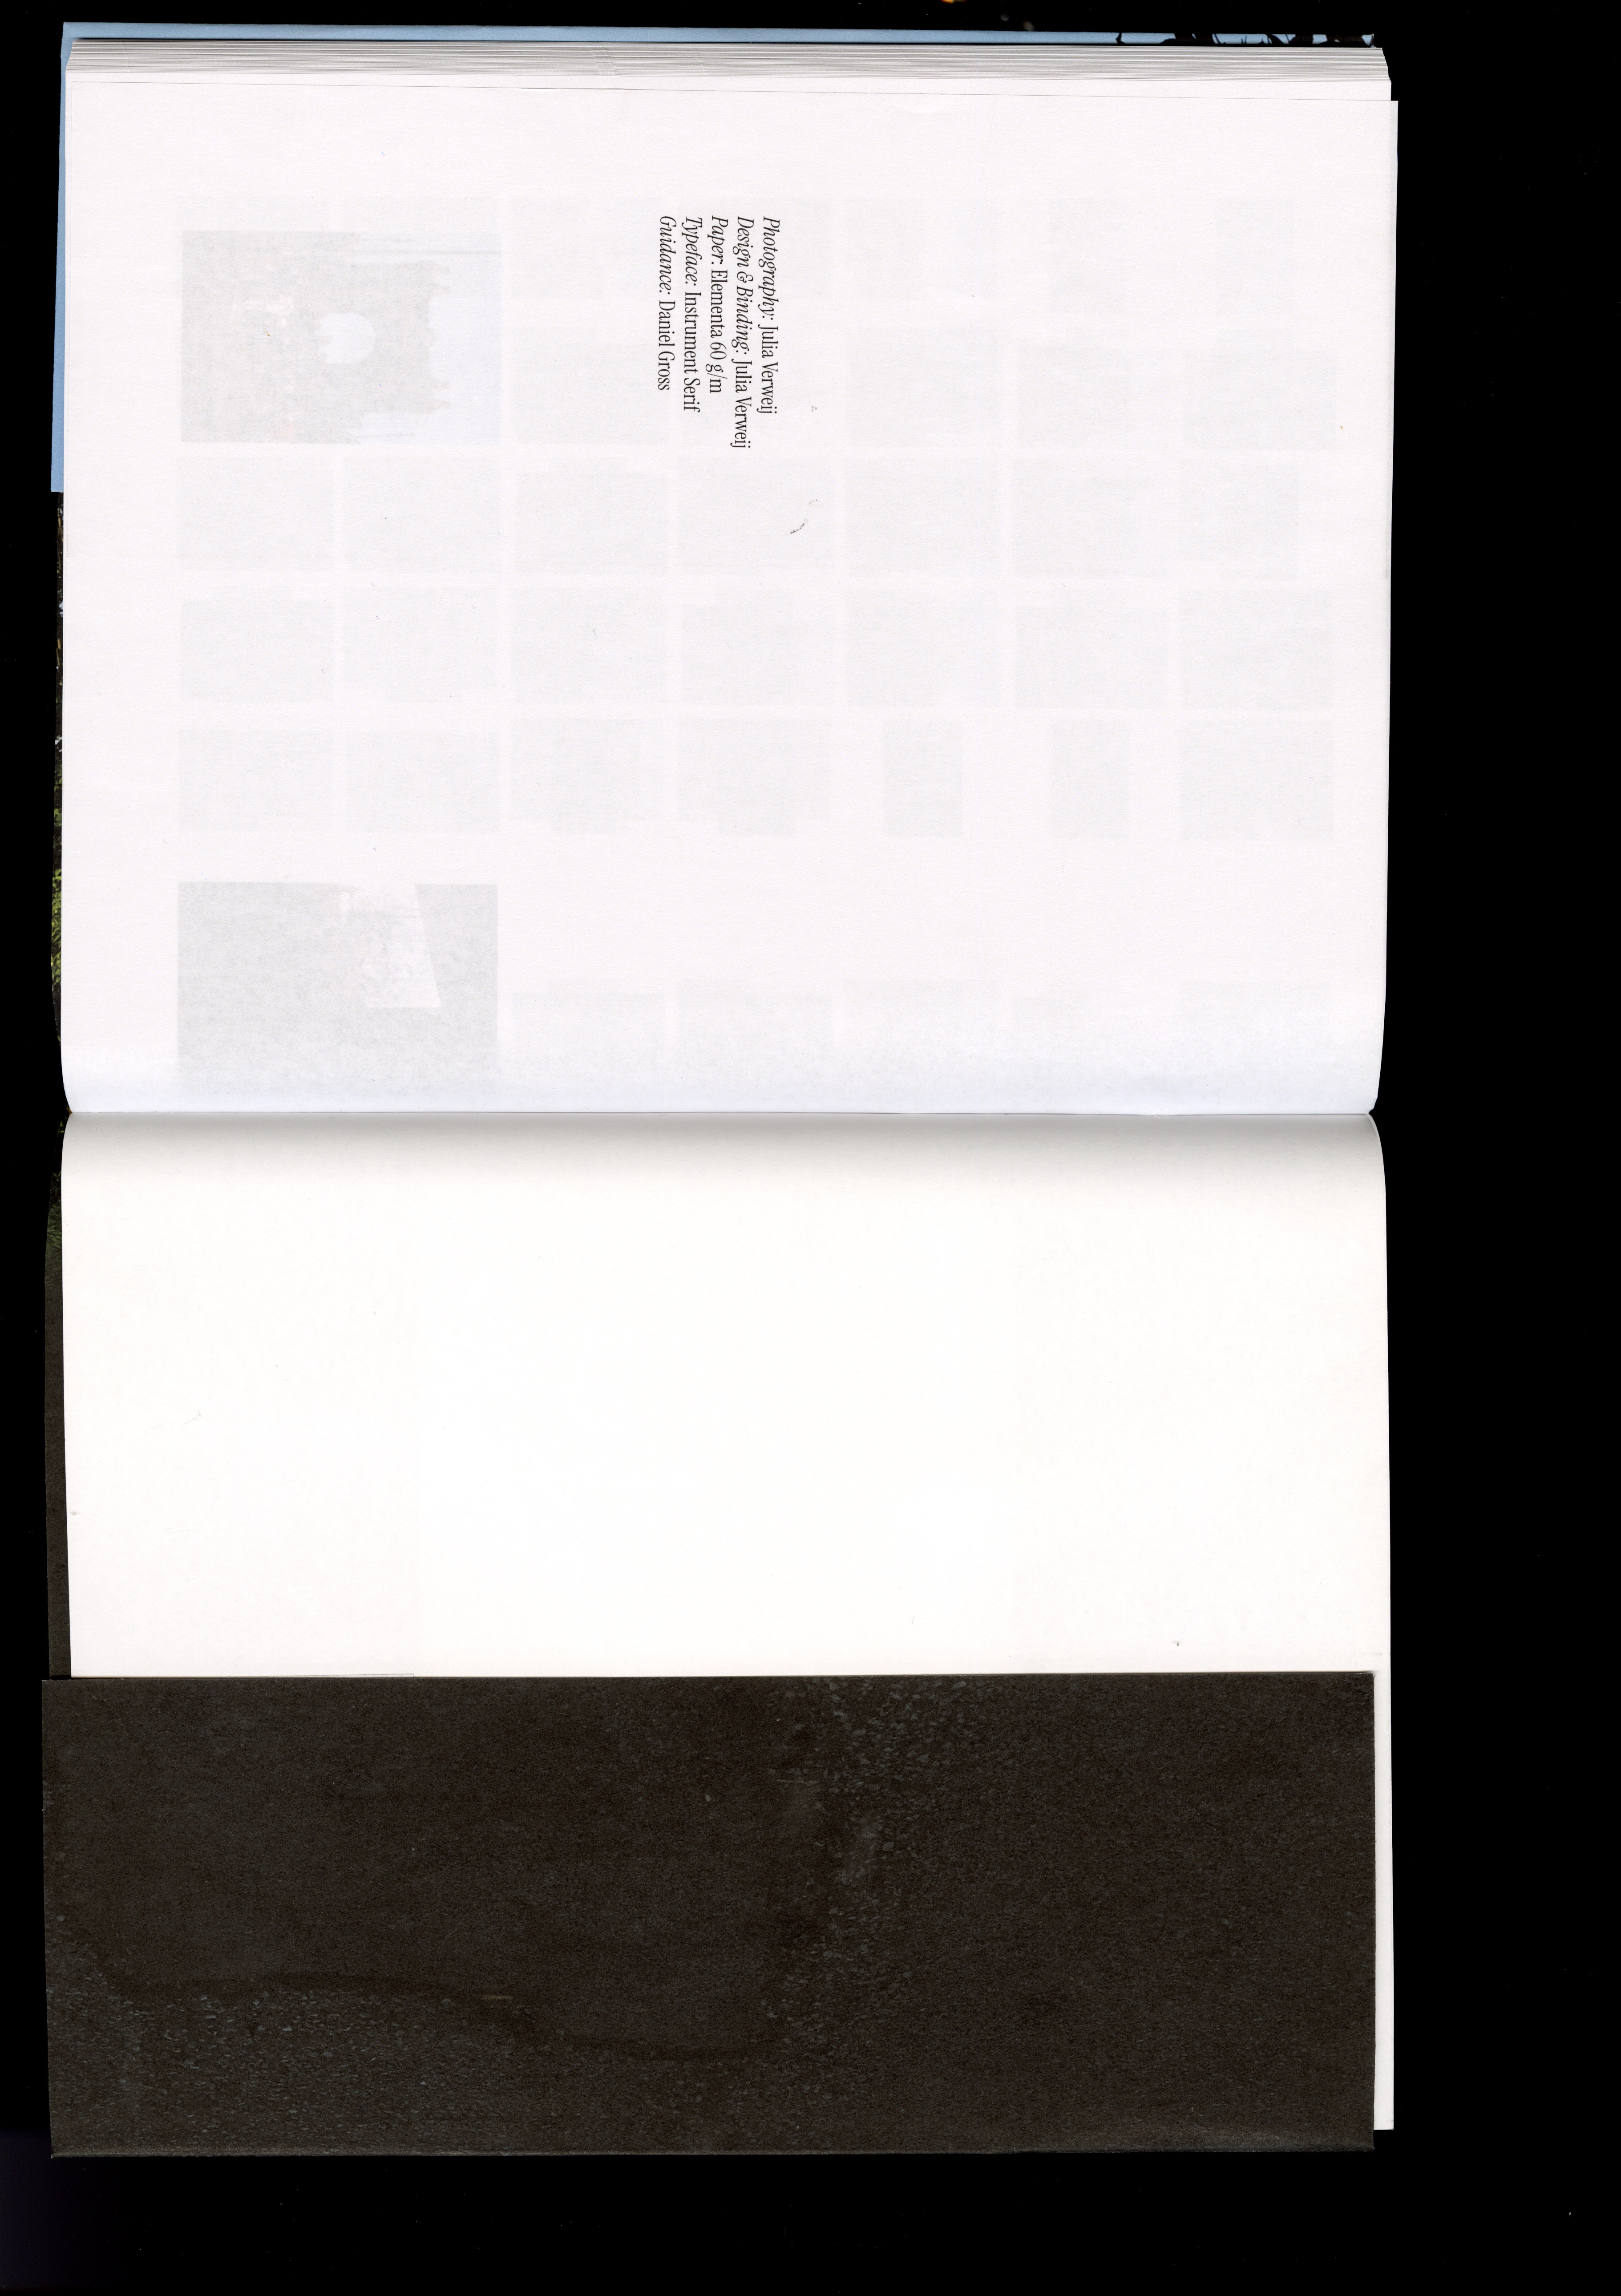 Photography: Julia Verweij
Design & Binding: Julia Verweij
Paper: Elementa 60 g/m
Typeface: Instrument Serif
Guidance: Daniel Gross